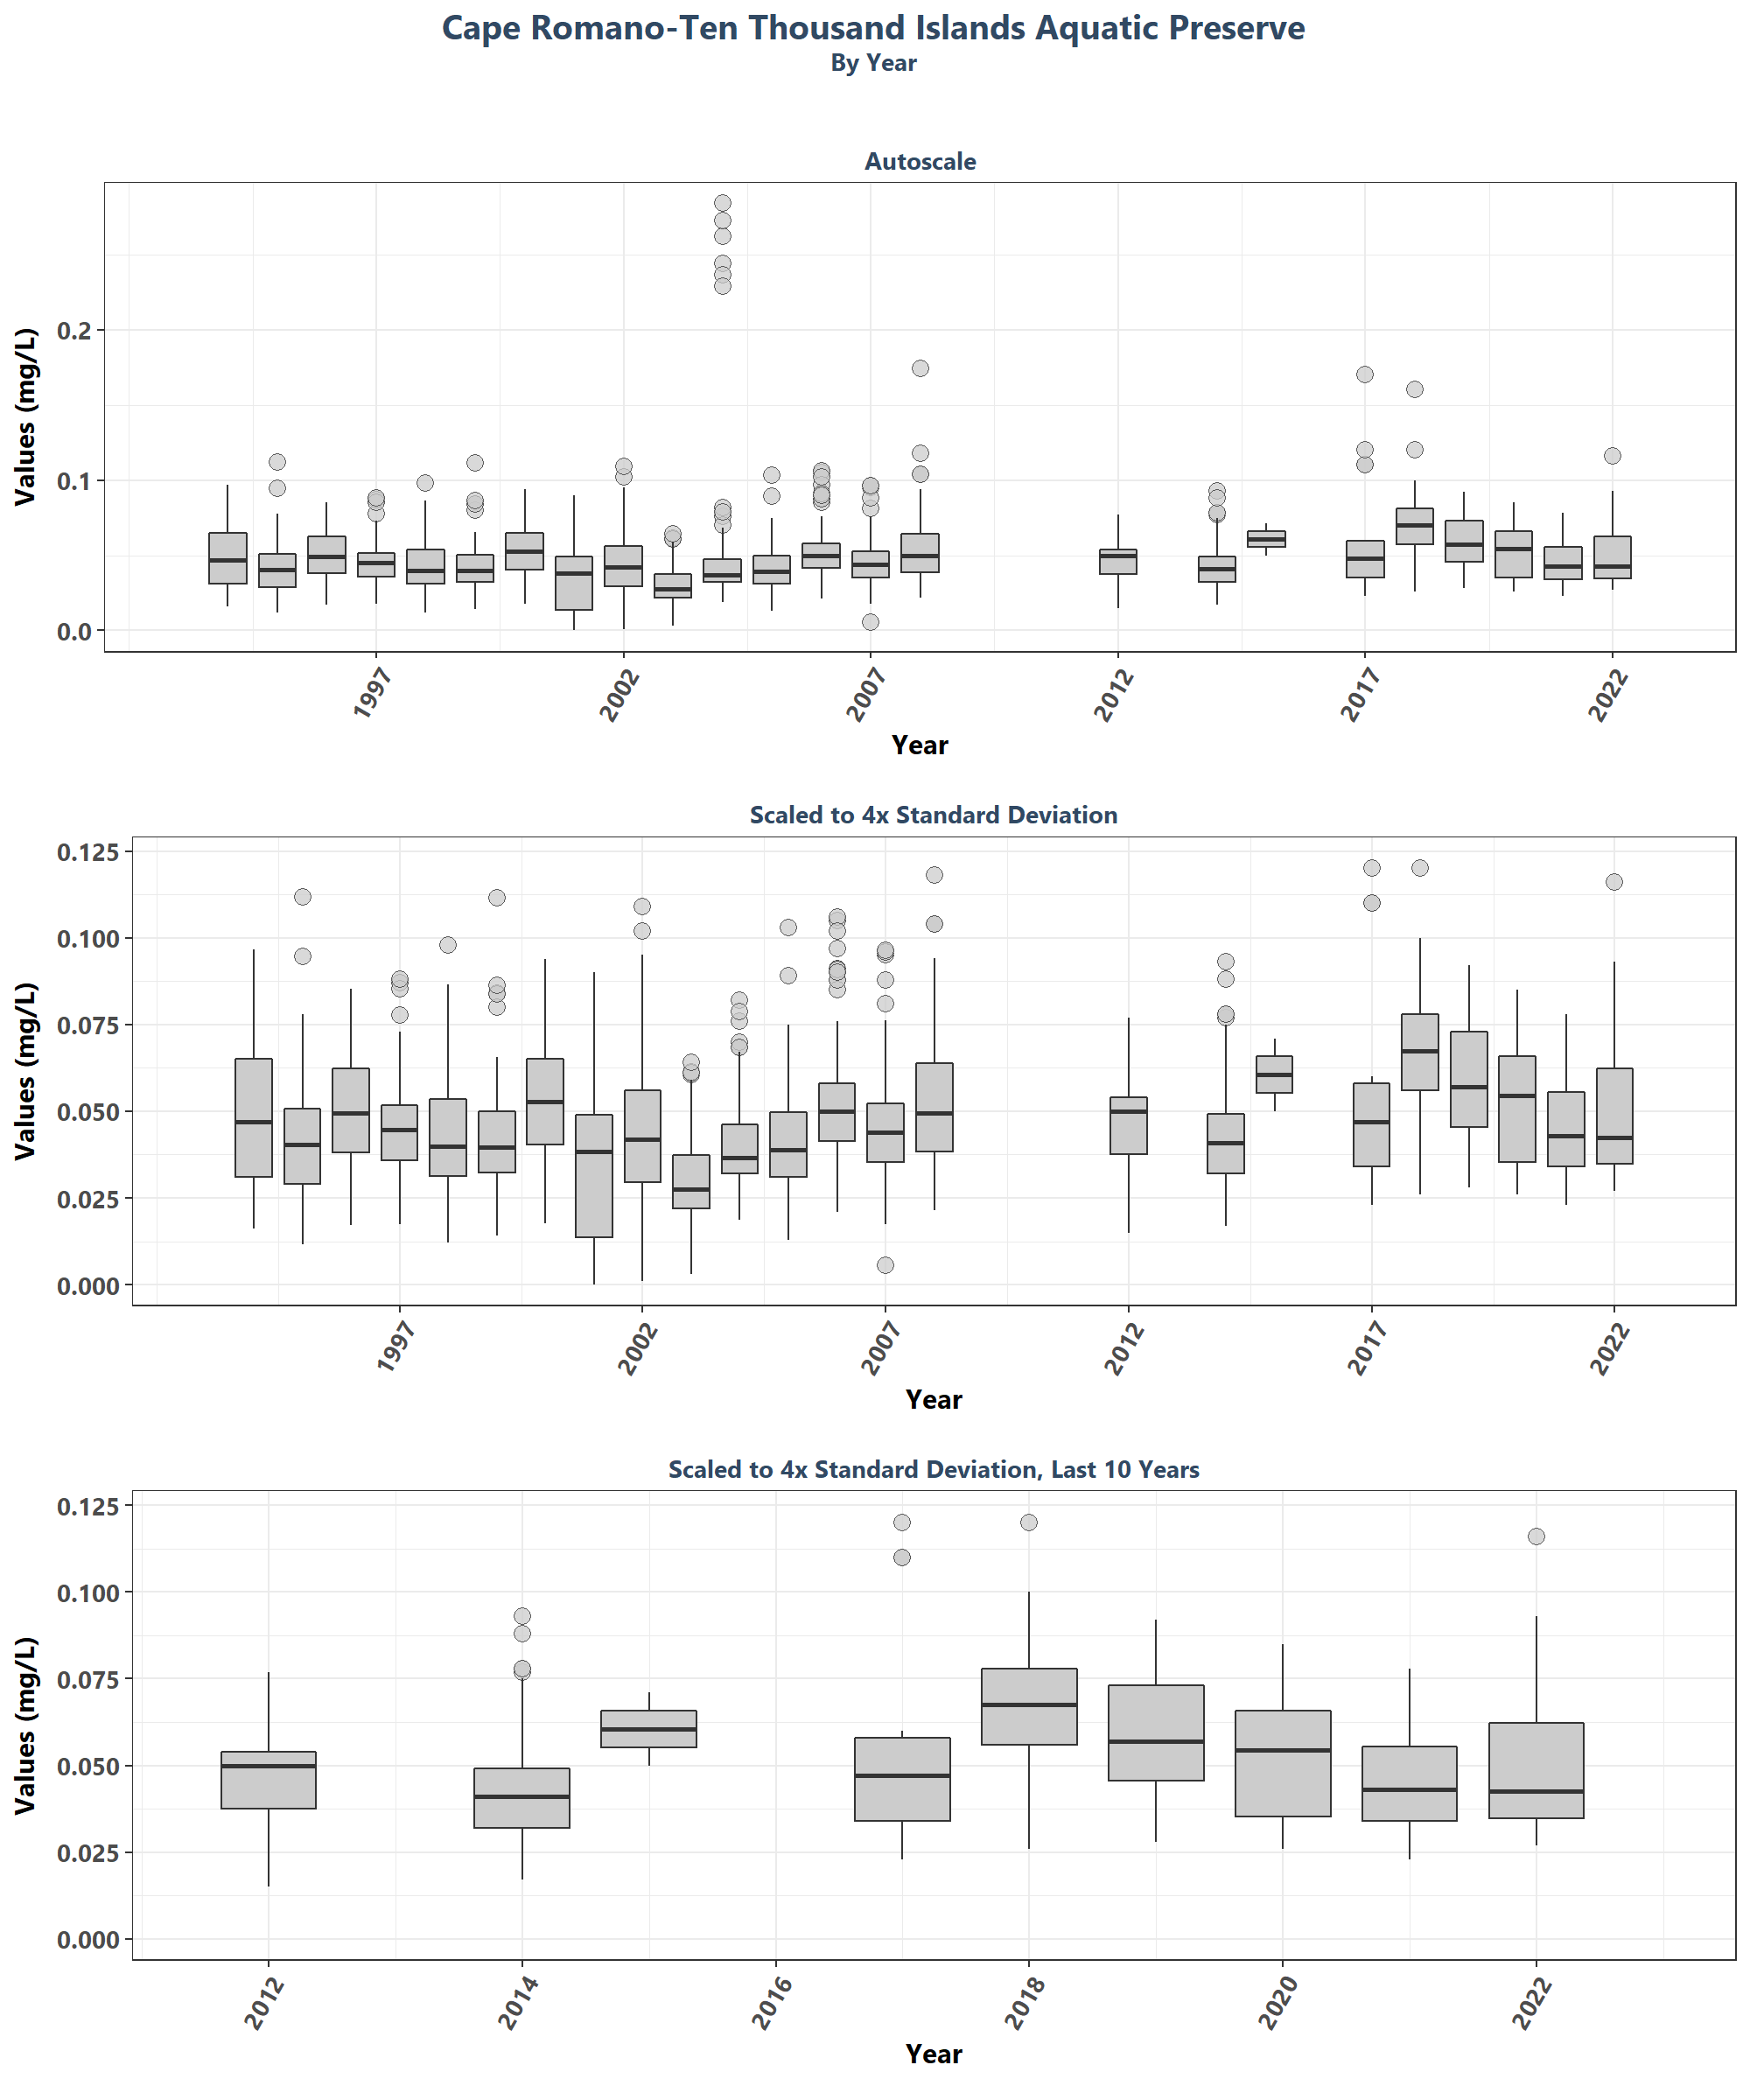 Cape Romano-Ten Thousand Islands Aquatic Preserve
By Year
Autoscale
Values (mg/L)
0.2
0.1
0.0
1997 2002 2007 2012 2017 2022
Year
Scaled to 4x Standard Deviation
Values (mg/L)
0.125
0.100
0.075
0.050
0.025
0.000
1997 2002 2007 2012 2017 2022
Year
Scaled to 4x Standard Deviation, Last 10 Years
Values (mg/L)
0.125
0.100
0.075
0.050
0.025
0.000
2012 2014 2016 2018 2020 2022
Year